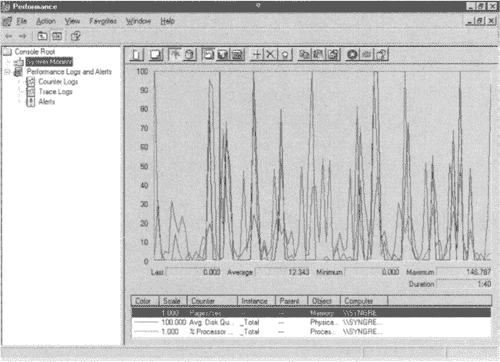 Performance
File Action View Favorites Window Help
Console Root
System Monitor
Performance Logs and Alerts
Counter Logs
Trace Logs
Alerts
100
90
80
70
60
50
40
30
20
10
0
Last 0.000 Average 12.343 Minimum 0.000 Maximum 146.787
Duration 1:40
Color Scale Counter Instance Parent Object Computer
1.000 Pages/sec --- --- Memory \\SYNGRE...
100.000 Avg. Disk Qu... _Total --- Physica... \\SYNGRE...
1.000 % Processor ... _Total --- Proces... \\SYNGRE...